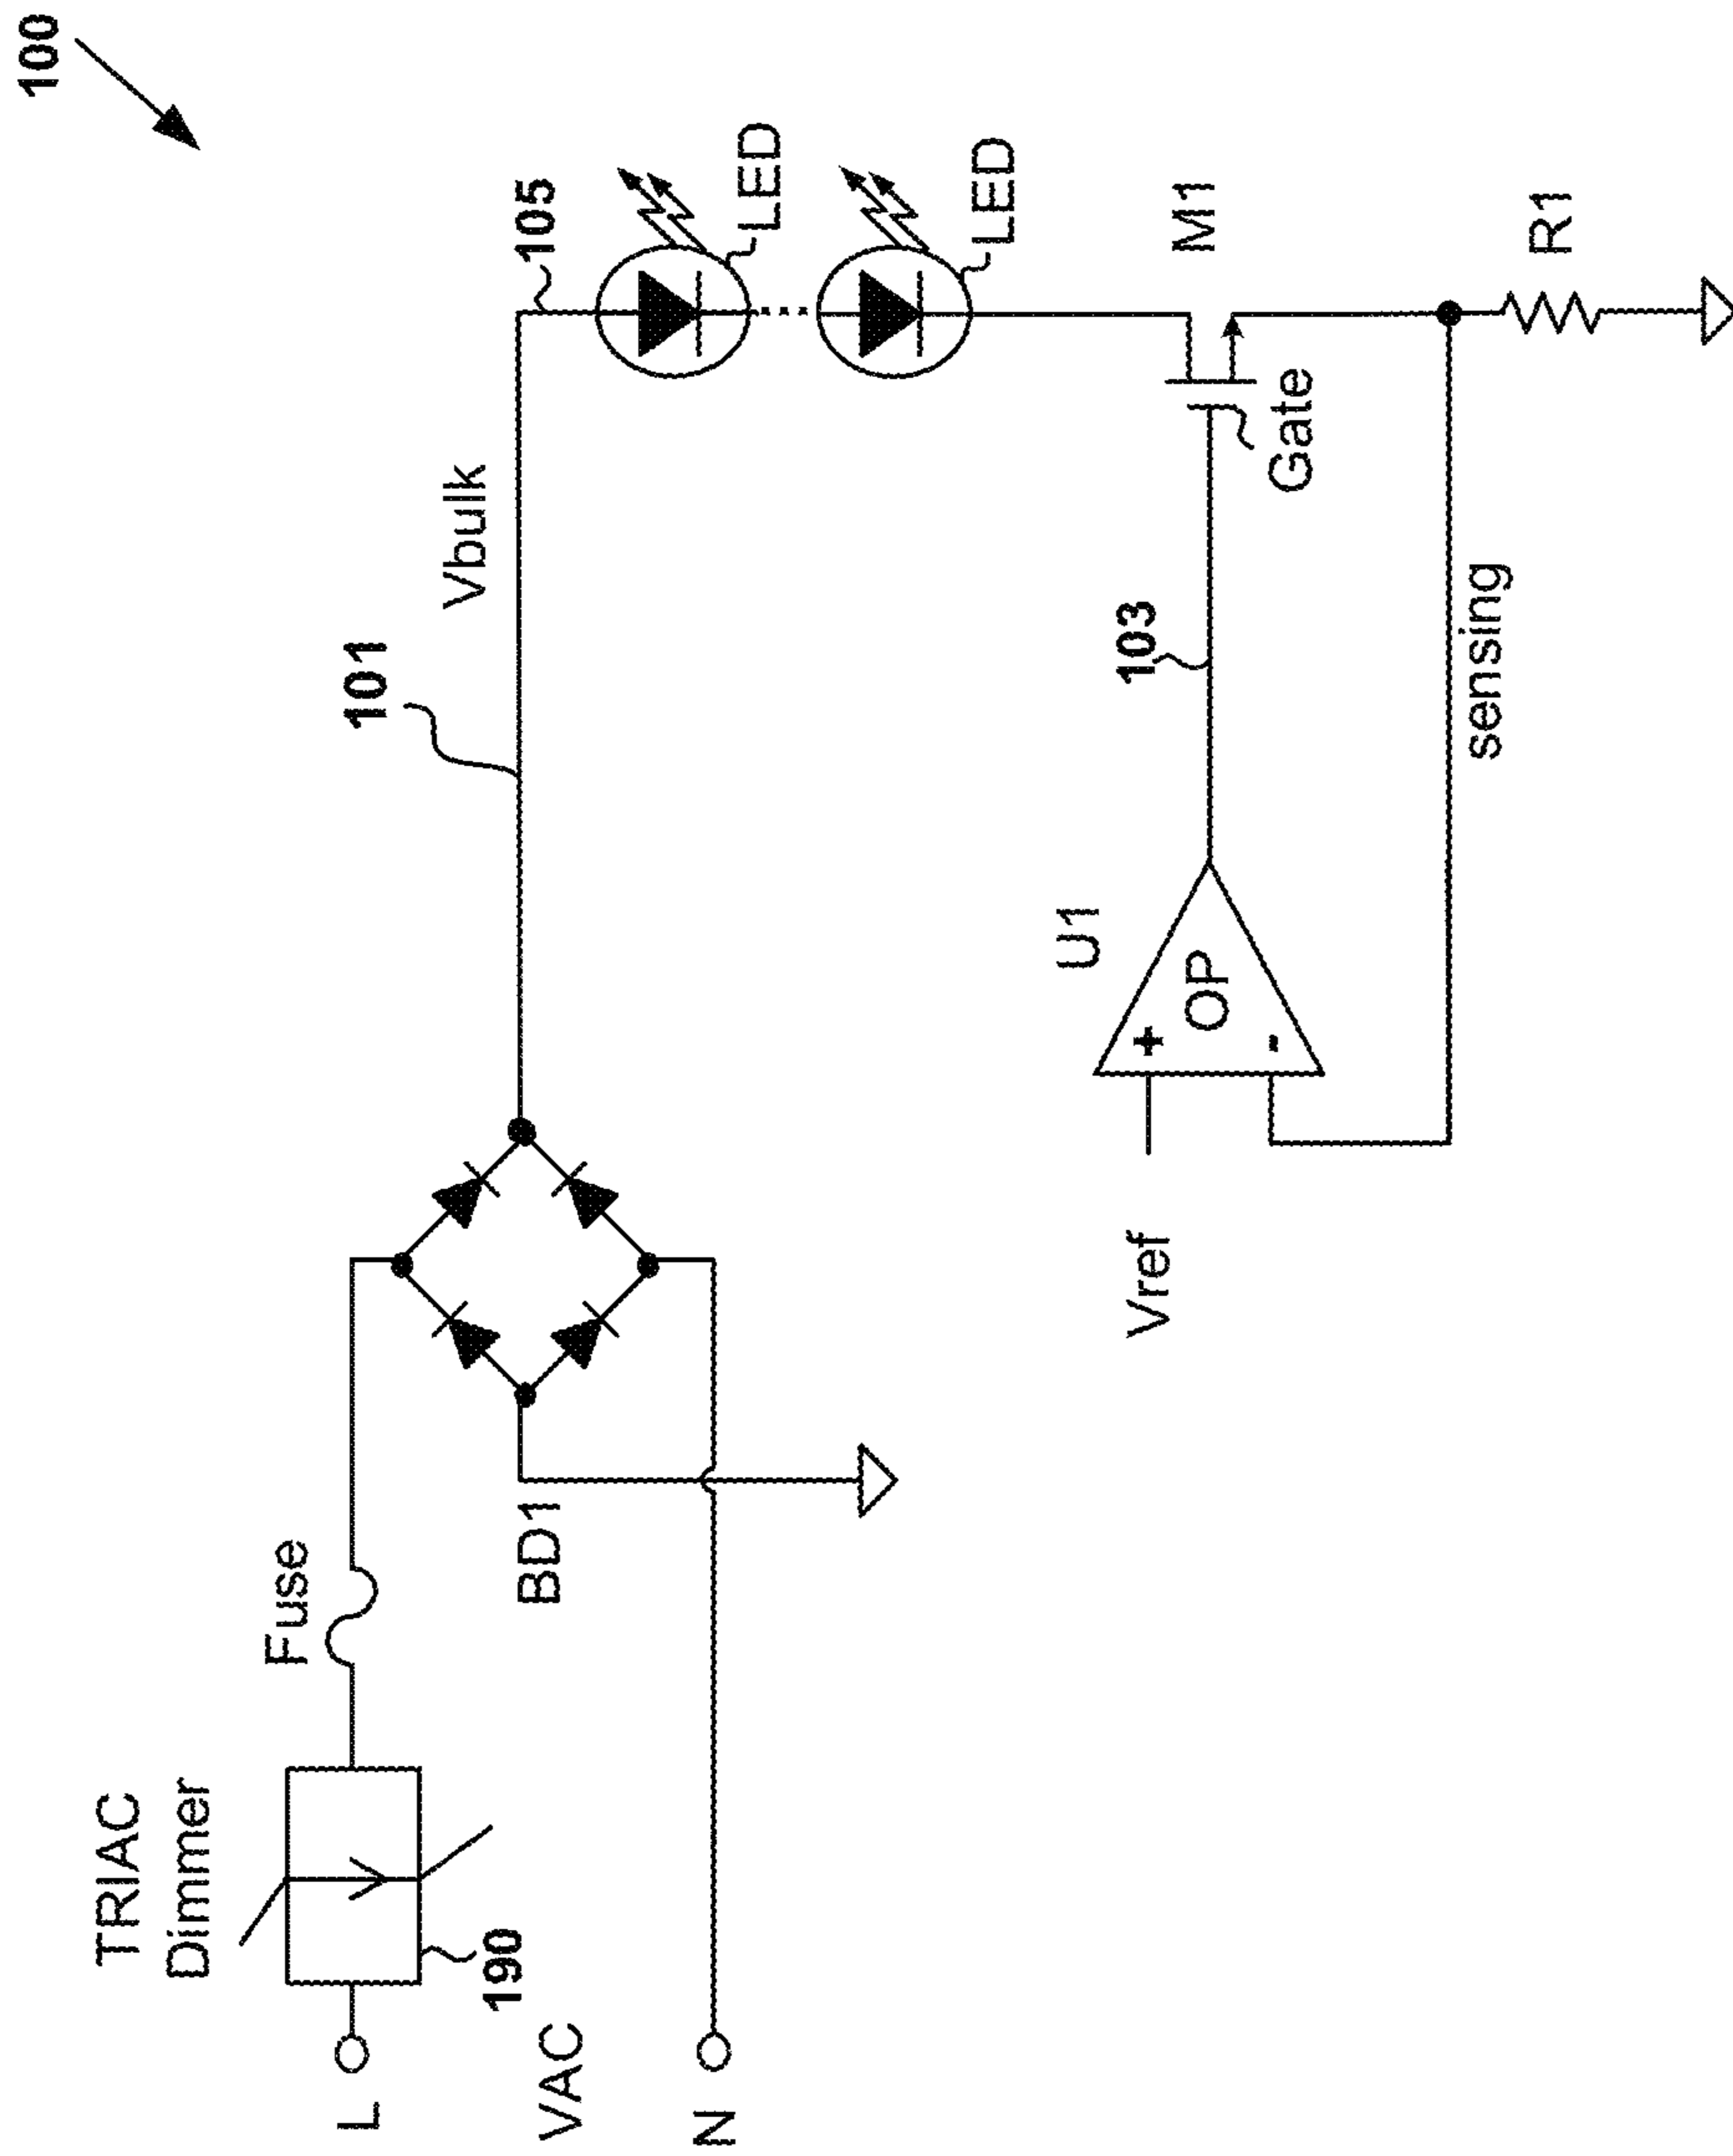 100
TRIAC
Dimmer
Fuse
101
Vbulk
105
LED
LED
L
190
VAC
BD1
N
U1
103
M1
Vref
+
OP
-
Gate
sensing
R1